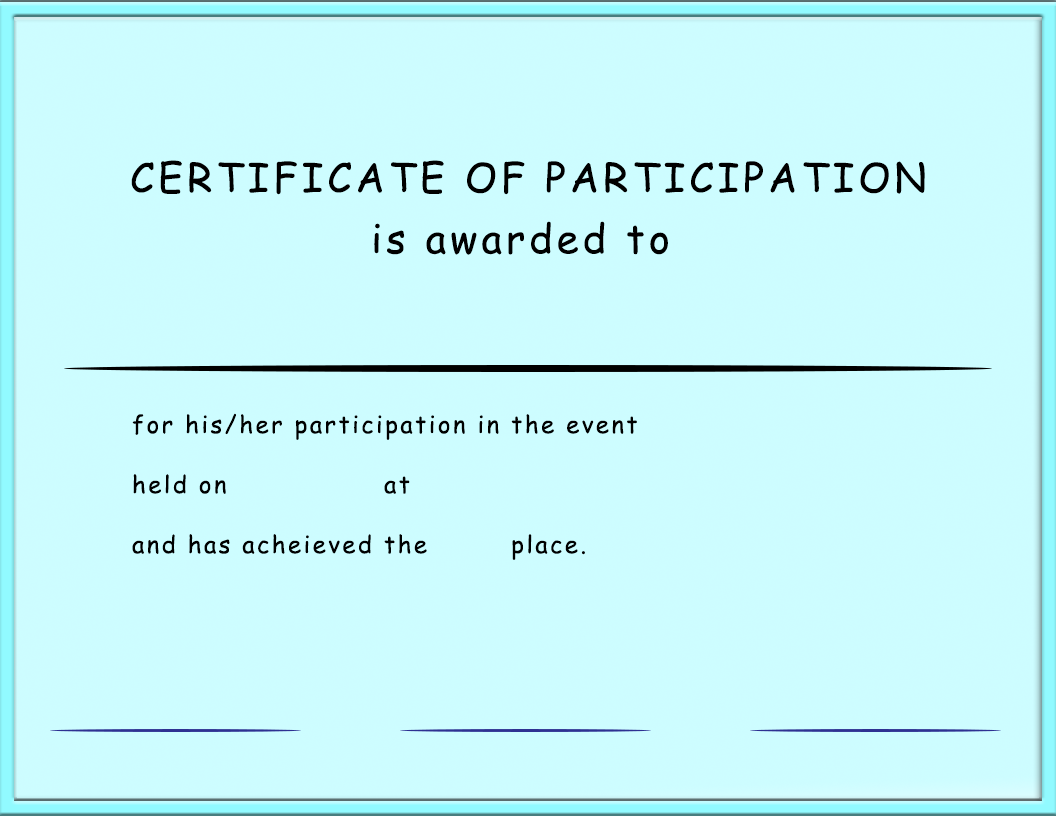 CERTIFICATE OF PARTICIPATION
is awarded to
for his/her participation in the event
held on at
and has acheieved the place.